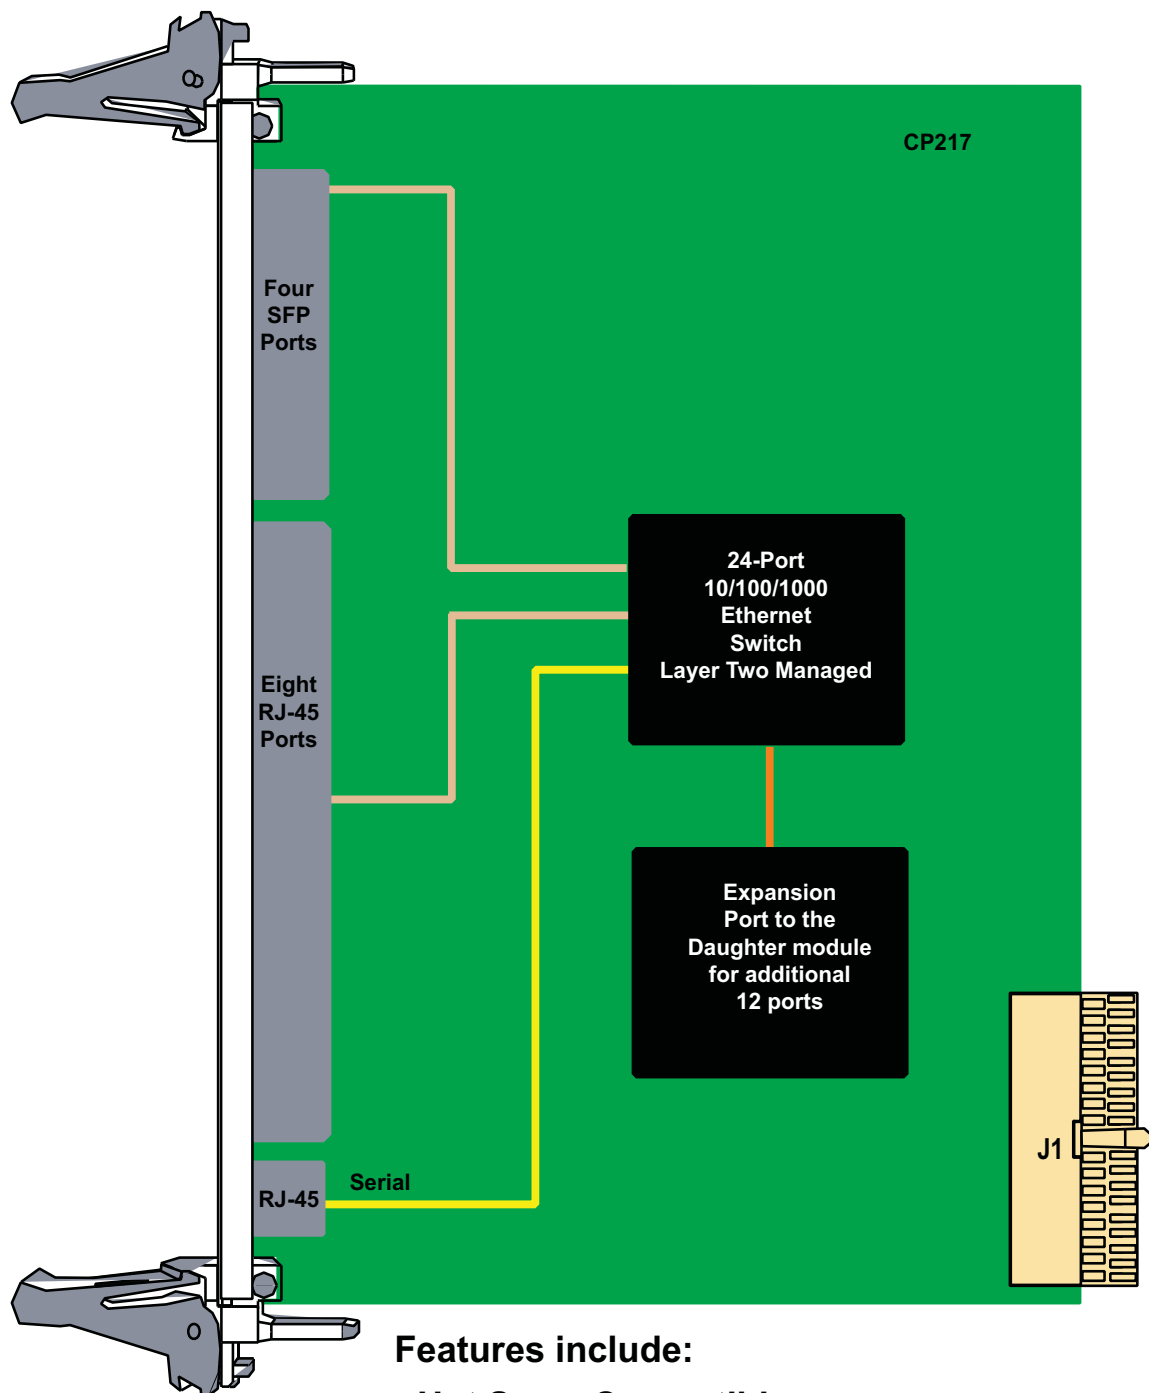 CP217
Four
SFP
Ports
24-Port
10/100/1000
Ethernet
Switch
Layer Two Managed
Eight
RJ-45
Ports
Expansion
Port to the
Daughter module
for additional
12 ports
J1
Serial
RJ-45
Features include: